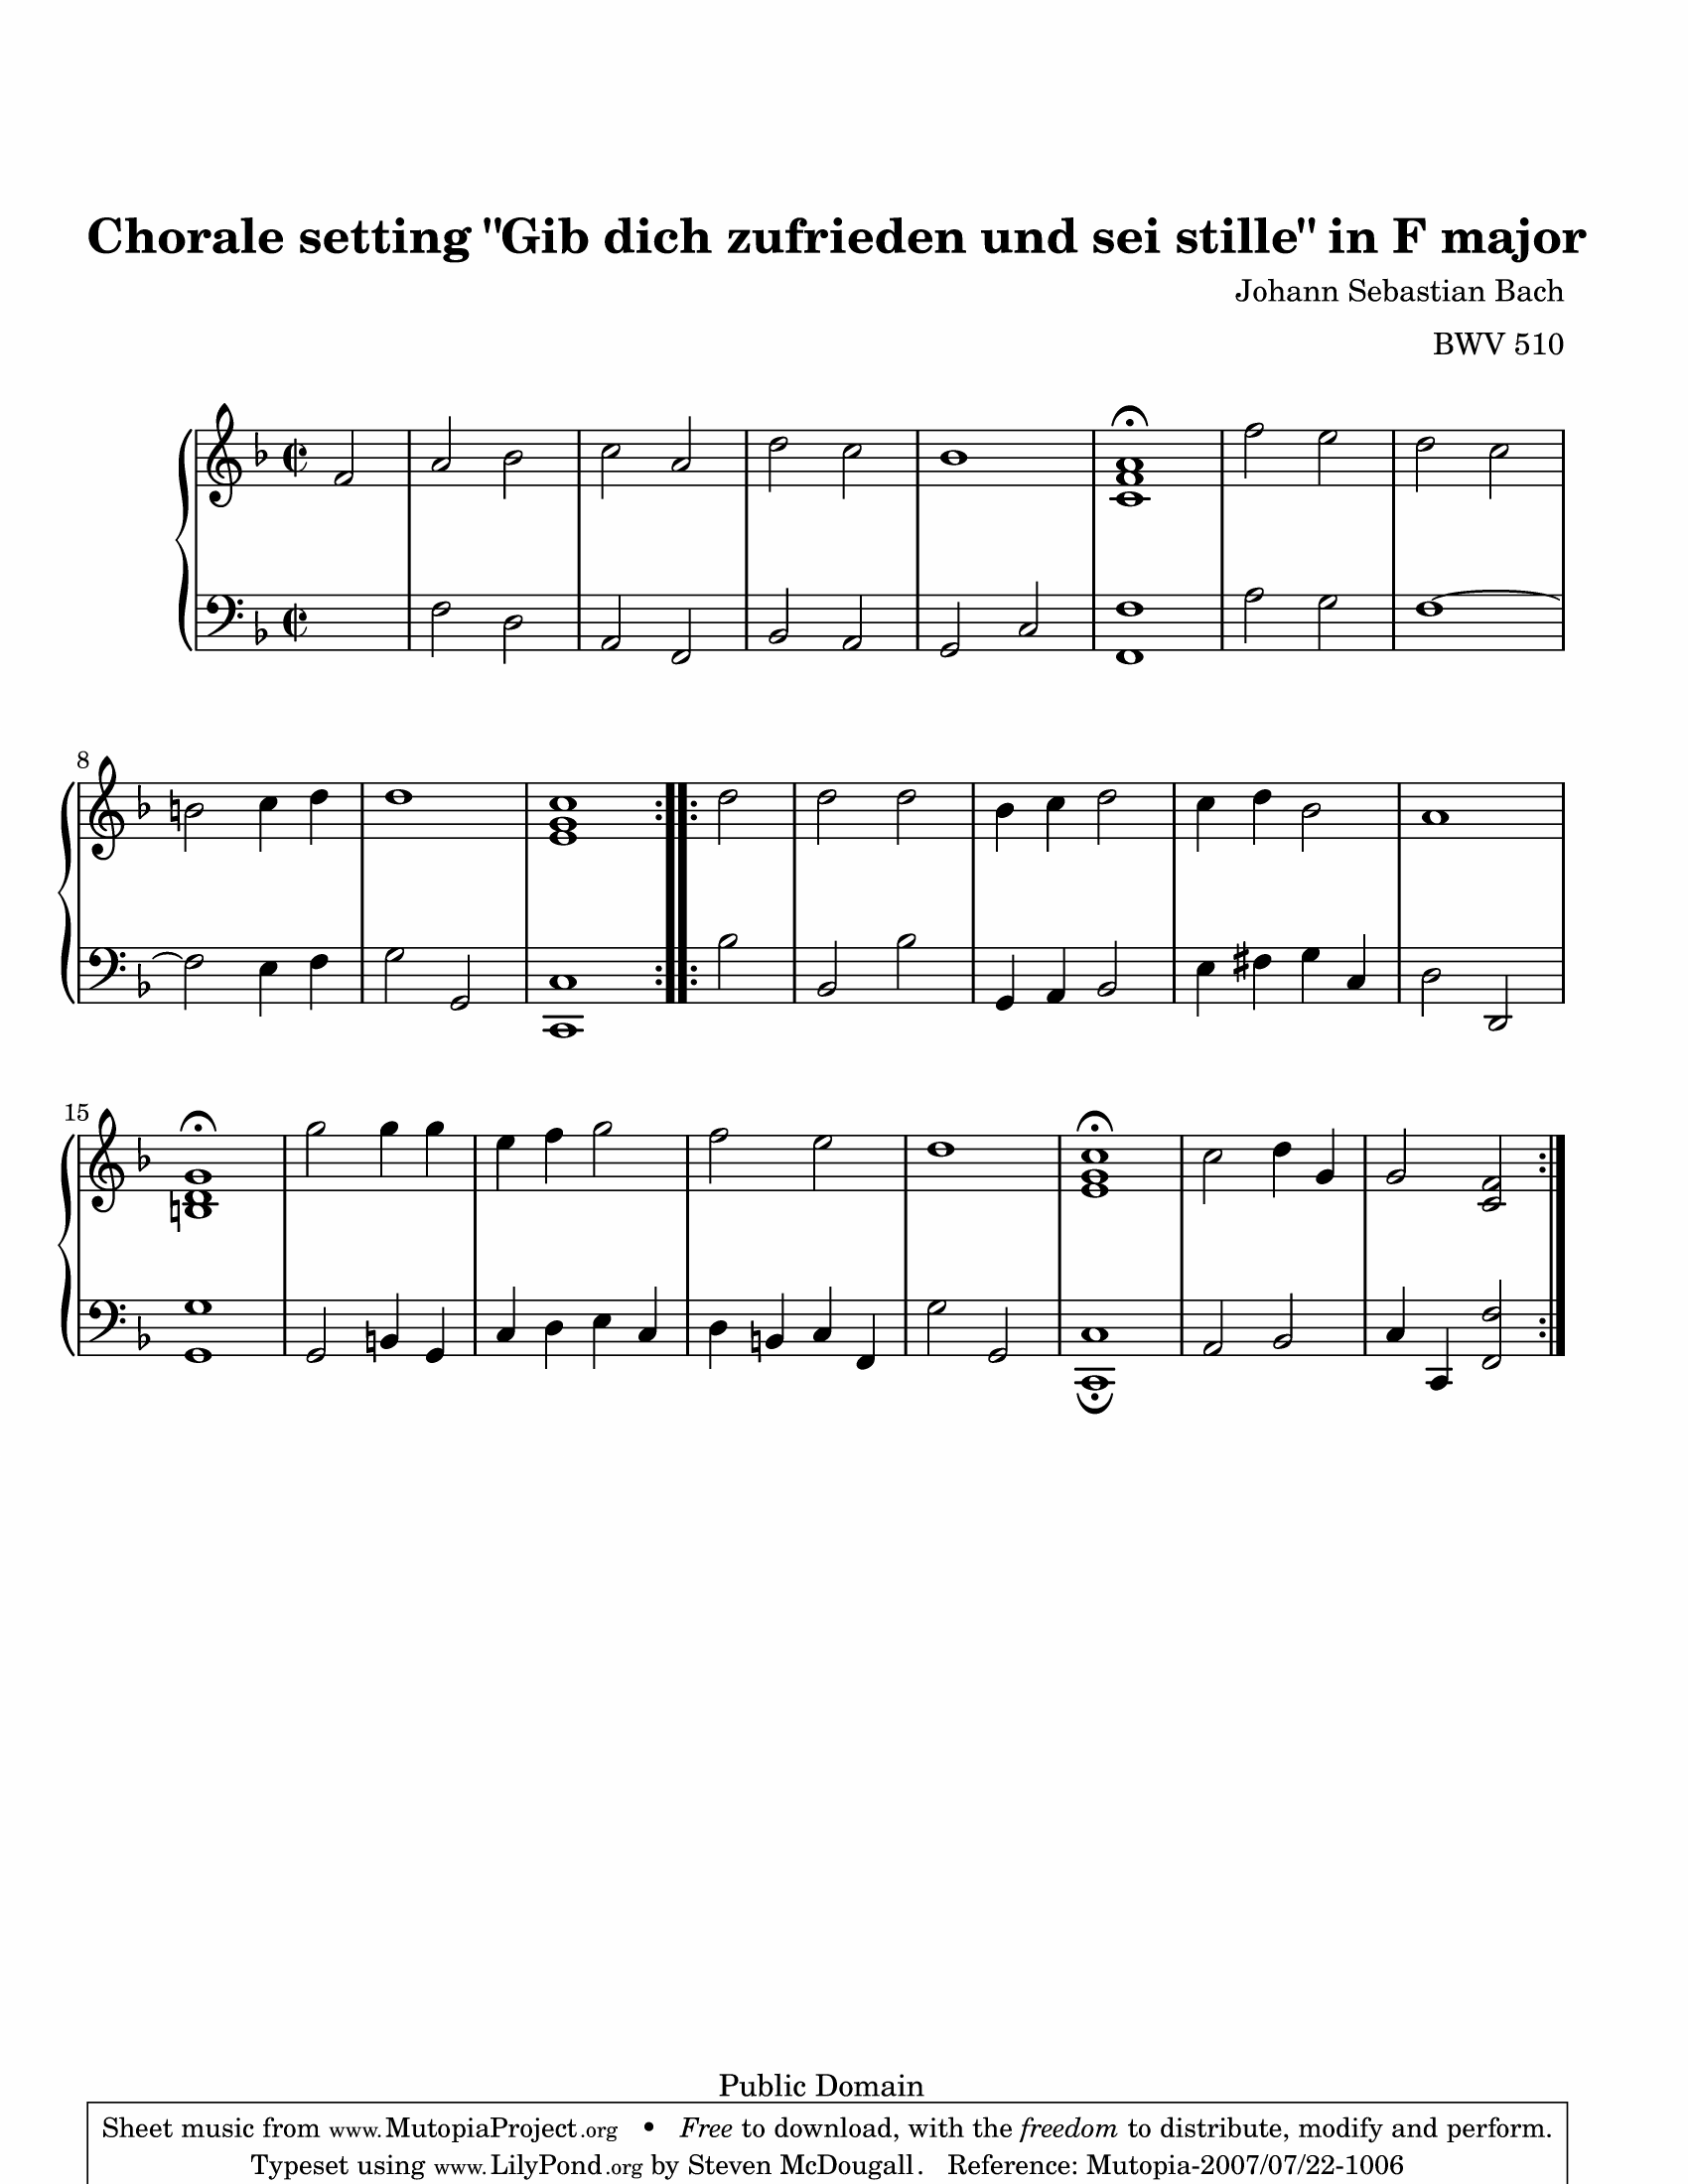 Chorale setting "Gib dich zufrieden und sei stille" in F major
Johann Sebastian Bach
BWV 510
8
15
Public Domain
Sheet music from www.MutopiaProject.org • Free to download, with the freedom to distribute, modify and perform.
Typeset using www.LilyPond.org by Steven McDougall. Reference: Mutopia-2007/07/22-1006